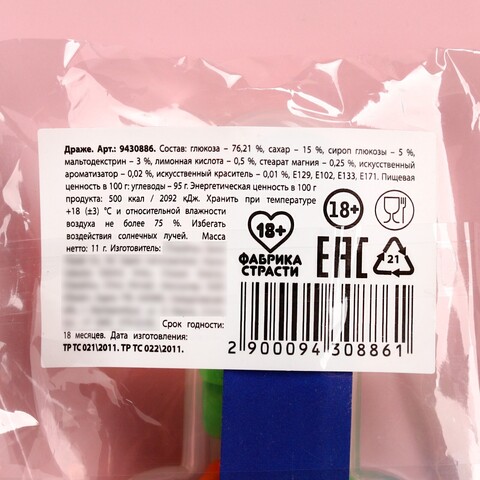 Драже. Арт.: 9430886. Состав: глюкоза – 76,21 %, сахар – 15 %, сироп глюкозы – 5 %,
мальтодекстрин – 3 %, лимонная кислота – 0,5 %, стеарат магния – 0,25 %, искусственный
ароматизатор – 0,02 %, искусственный краситель – 0,01 %, Е129, Е102, Е133, Е171. Пищевая
ценность в 100 г: углеводы – 95 г. Энергетическая ценность в 100 г
продукта: 500 ккал / 2092 кДж. Хранить при температуре
+18 (±3) °С и относительной влажности
воздуха не более 75 %. Избегать
воздействия солнечных лучей. Масса
нетто: 11 г. Изготовитель:
Срок годности:
18 месяцев. Дата изготовления:
ТР ТС 021\2011. ТР ТС 022\2011.
18+
ФАБРИКА
СТРАСТИ
18+
ЕАС
21
2 900094 308861